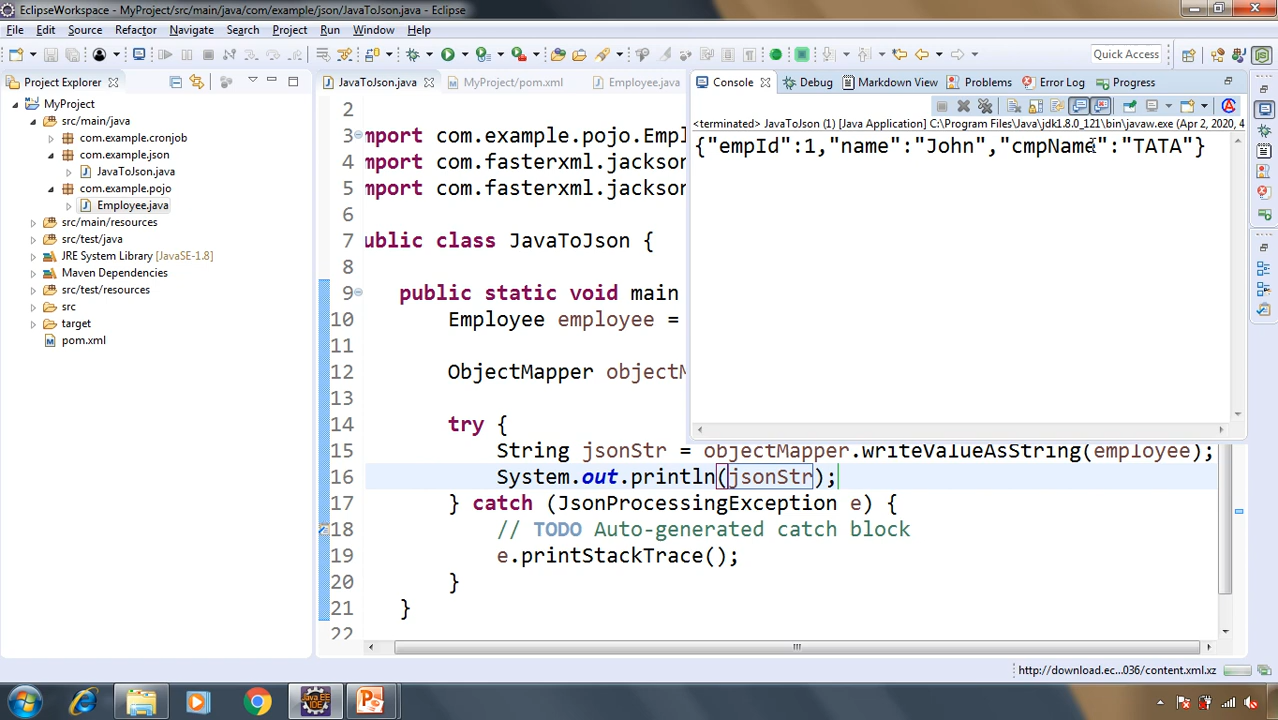 EclipseWorkspace - MyProject/src/main/java/com/example/json/JavaToJson.java - Eclipse
File Edit Source Refactor Navigate Search Project Run Window Help
Quick Access
Project Explorer
MyProject
src/main/java
com.example.cronjob
com.example.json
JavaToJson.java
com.example.pojo
Employee.java
src/main/resources
src/test/java
JRE System Library [JavaSE-1.8]
Maven Dependencies
src/test/resources
src
target
pom.xml
JavaToJson.java MyProject/pom.xml Employee.java
2
3 mport com.example.pojo.Empl
4 mport com.fasterxml.jackson
5 mport com.fasterxml.jackson
6
7 ublic class JavaToJson {
8
9 public static void main
10 Employee employee =
11
12 ObjectMapper objectM
13
14 try {
15 String jsonStr = objectMapper.writeValueAsString(employee);
16 System.out.println(jsonStr);
17 } catch (JsonProcessingException e) {
18 // TODO Auto-generated catch block
19 e.printStackTrace();
20 }
21 }
22
Console Debug Markdown View Problems Error Log Progress
<terminated> JavaToJson (1) [Java Application] C:\Program Files\Java\jdk1.8.0_121\bin\javaw.exe (Apr 2, 2020, 4
{"empId":1,"name":"John","cmpName":"TATA"}
http://download.ec...036/content.xml.xz
Java EE
IDE